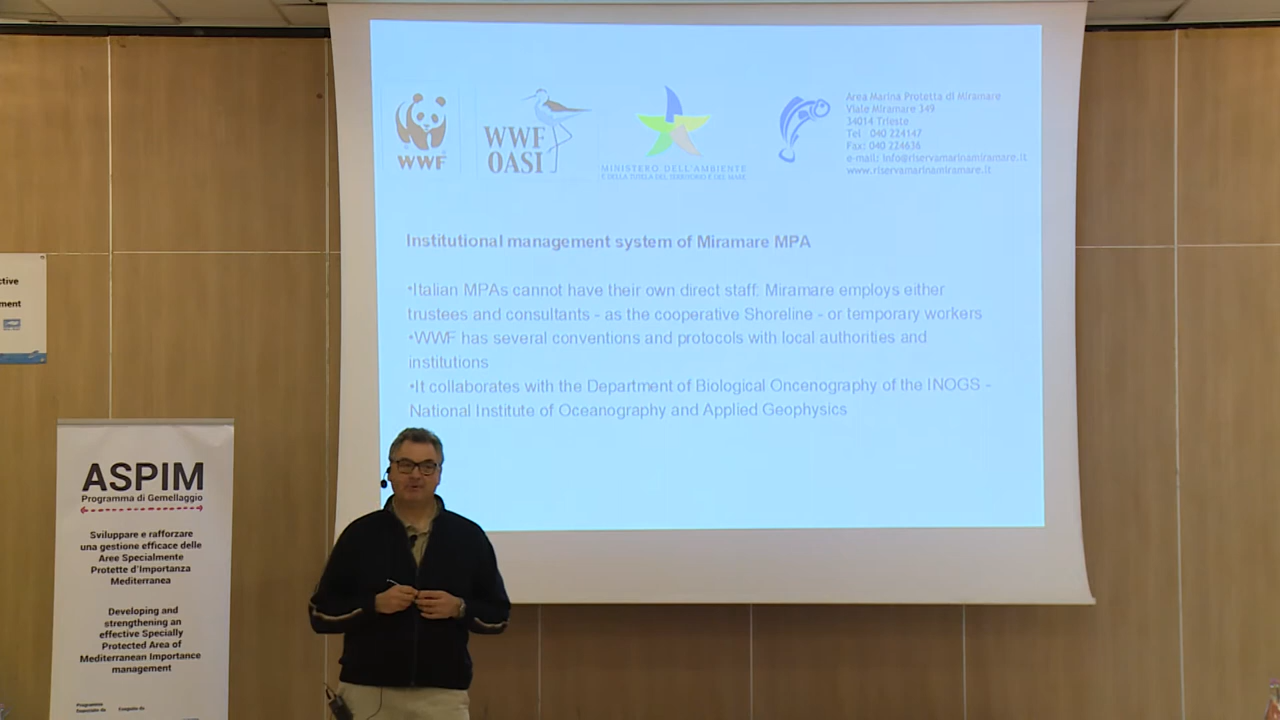 WWF
WWF
OASI
MINISTERO DELL'AMBIENTE
E DELLA TUTELA DEL TERRITORIO E DEL MARE
Area Marina Protetta di Miramare
Viale Miramare 349
34014 Trieste
Tel 040 224147
Fax: 040 224636
e-mail: info@riservamarinamiramare.it
www.riservamarinamiramare.it
Institutional management system of Miramare MPA
•Italian MPAs cannot have their own direct staff: Miramare employs either
trustees and consultants - as the cooperative Shoreline - or temporary workers
•WWF has several conventions and protocols with local authorities and
institutions
•It collaborates with the Department of Biological Oncenography of the INOGS -
National Institute of Oceanography and Applied Geophysics
ctive
ment
ASPIM
Programma di Gemellaggio
Sviluppare e rafforzare
una gestione efficace delle
Aree Specialmente
Protette d'Importanza
Mediterranea
Developing and
strengthening an
effective Specially
Protected Area of
Mediterranean Importance
management
Programma
finanziato da
Eseguito da